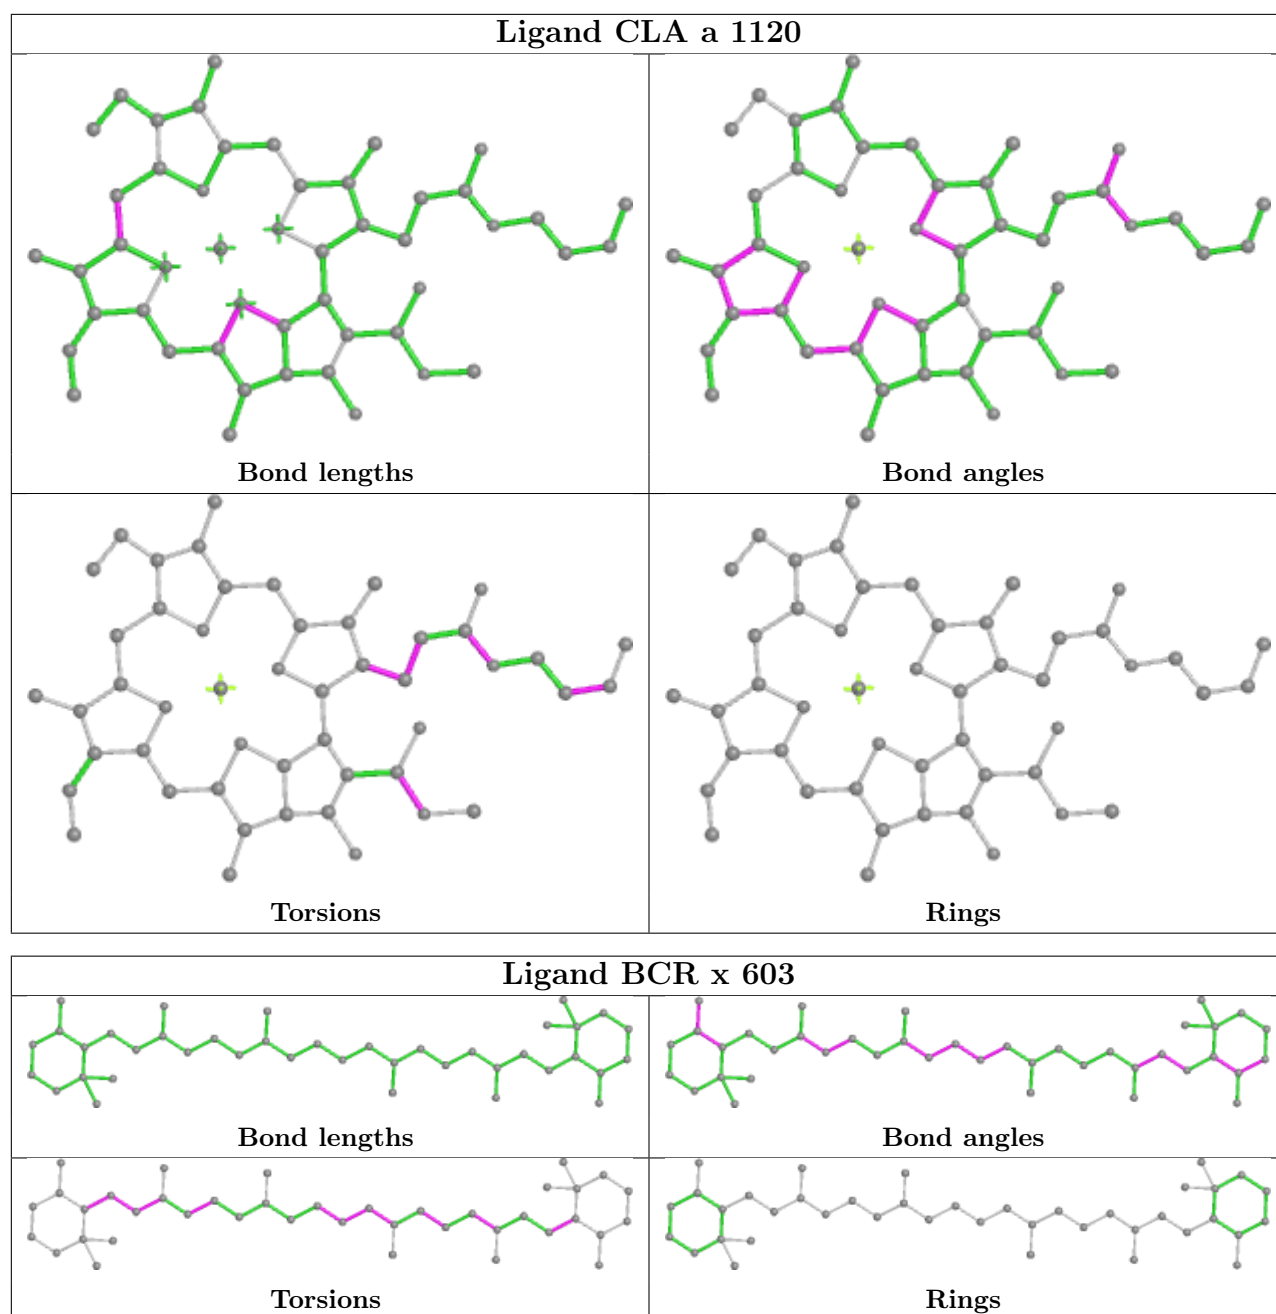 Ligand CLA a 1120
Bond lengths
Bond angles
Torsions
Rings
Ligand BCR x 603
Bond lengths
Bond angles
Torsions
Rings